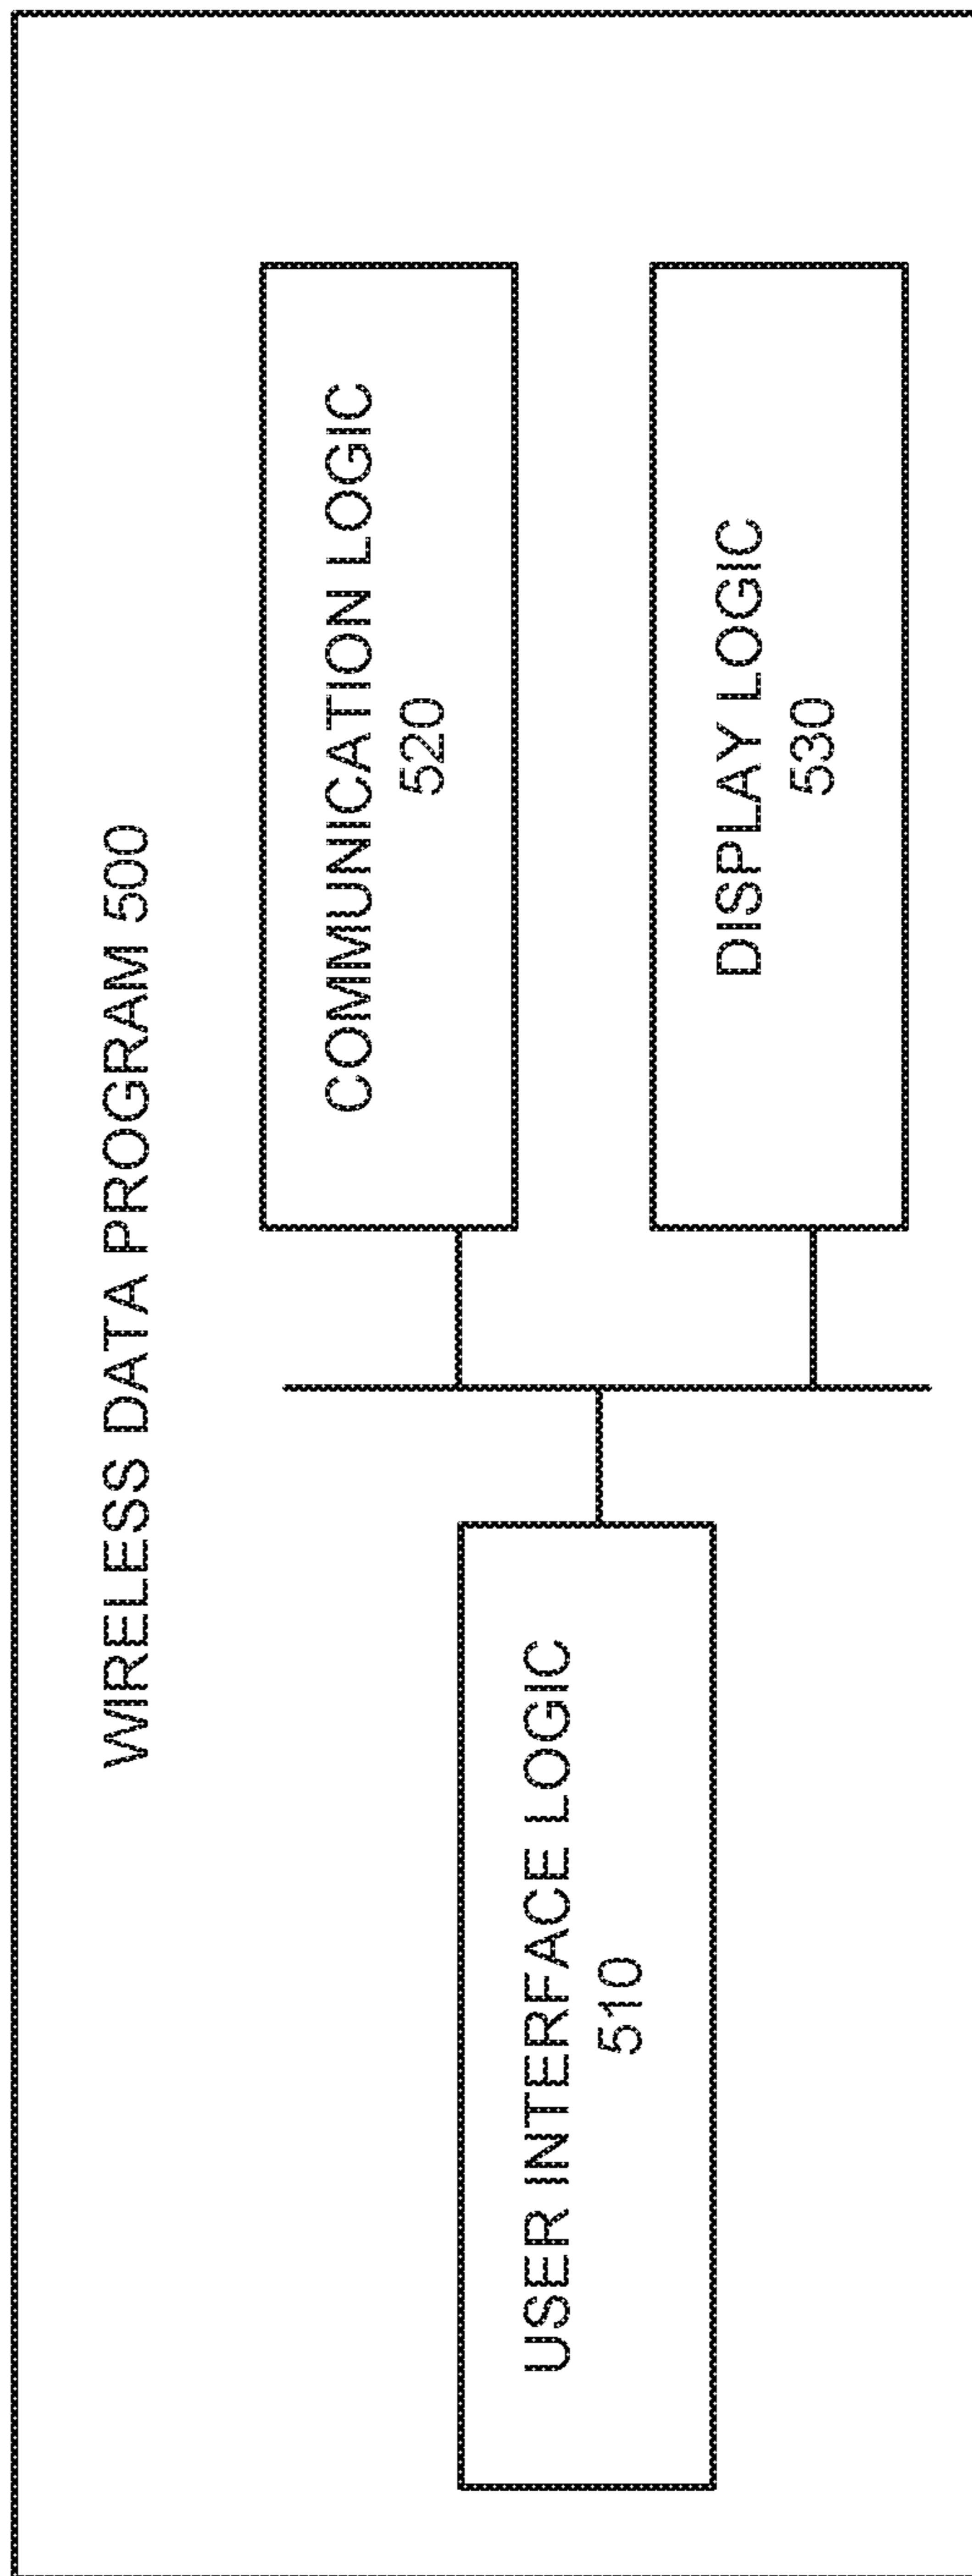 WIRELESS DATA PROGRAM 500
USER INTERFACE LOGIC
510
COMMUNICATION LOGIC
520
DISPLAY LOGIC
530